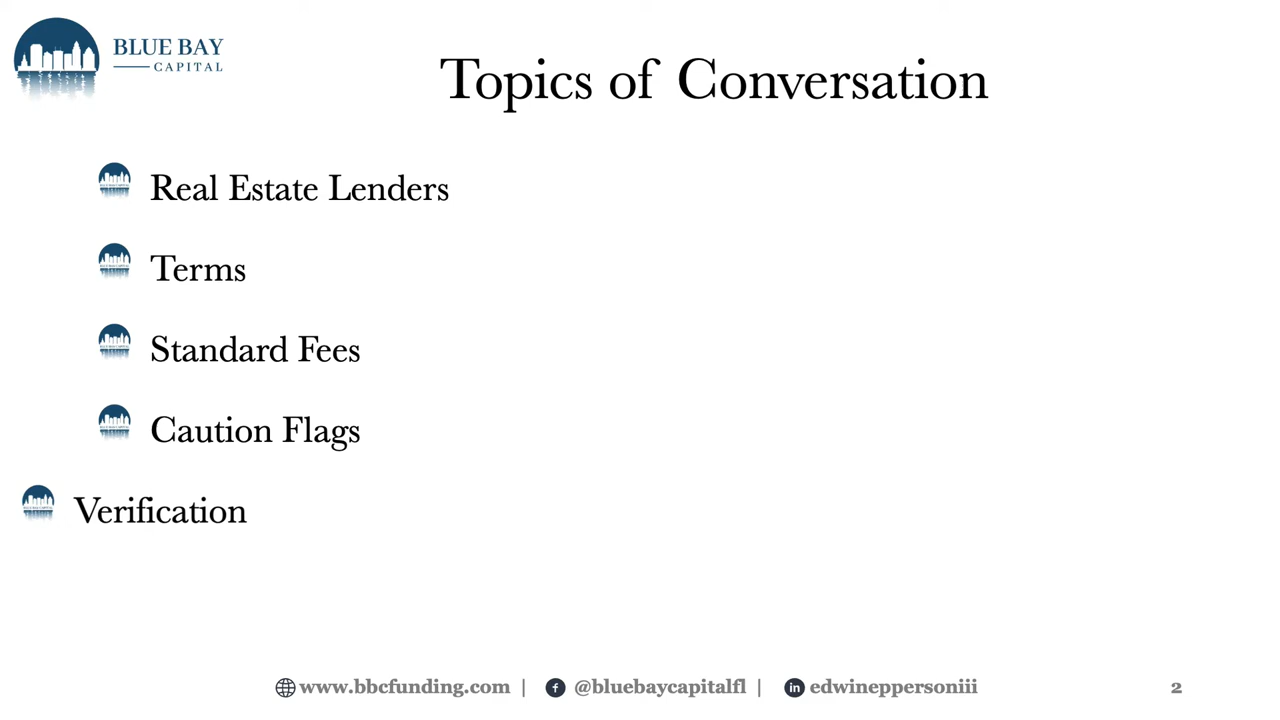 BLUE BAY
CAPITAL
Topics of Conversation
Real Estate Lenders
Terms
Standard Fees
Caution Flags
Verification
www.bbcfunding.com | @bluebaycapitalfl | edwineppersoniii 2